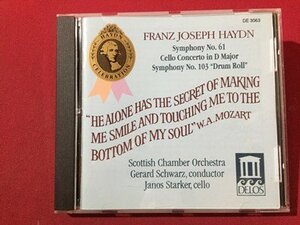 DE 3063
HAYDN
CELEBRATION
FRANZ JOSEPH HAYDN
Symphony No. 61
Cello Concerto in D Major
Symphony No. 103 "Drum Roll"
"HE ALONE HAS THE SECRET OF MAKING
ME SMILE AND TOUCHING ME TO THE
BOTTOM OF MY SOUL" W.A. MOZART
Scottish Chamber Orchestra
Gerard Schwarz, conductor
Janos Starker, cello
DELOS